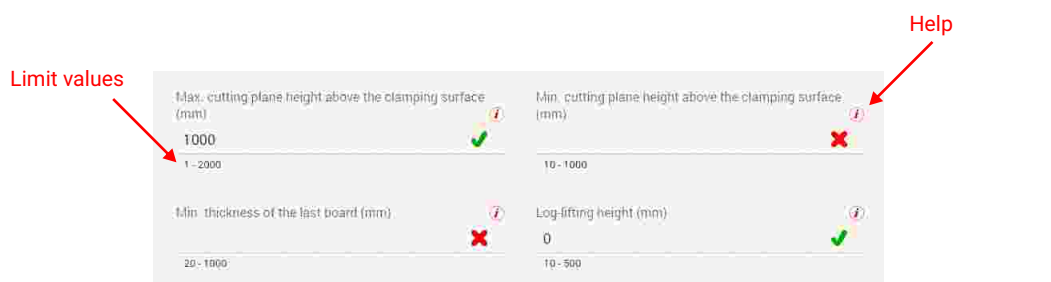 Help
Limit values
Max. cutting plane height above the clamping surface
(mm)
1000
1 - 2000
Min. cutting plane height above the clamping surface
(mm)
10 - 1000
Min. thickness of the last board (mm)
20 - 1000
Log-lifting height (mm)
0
10 - 500